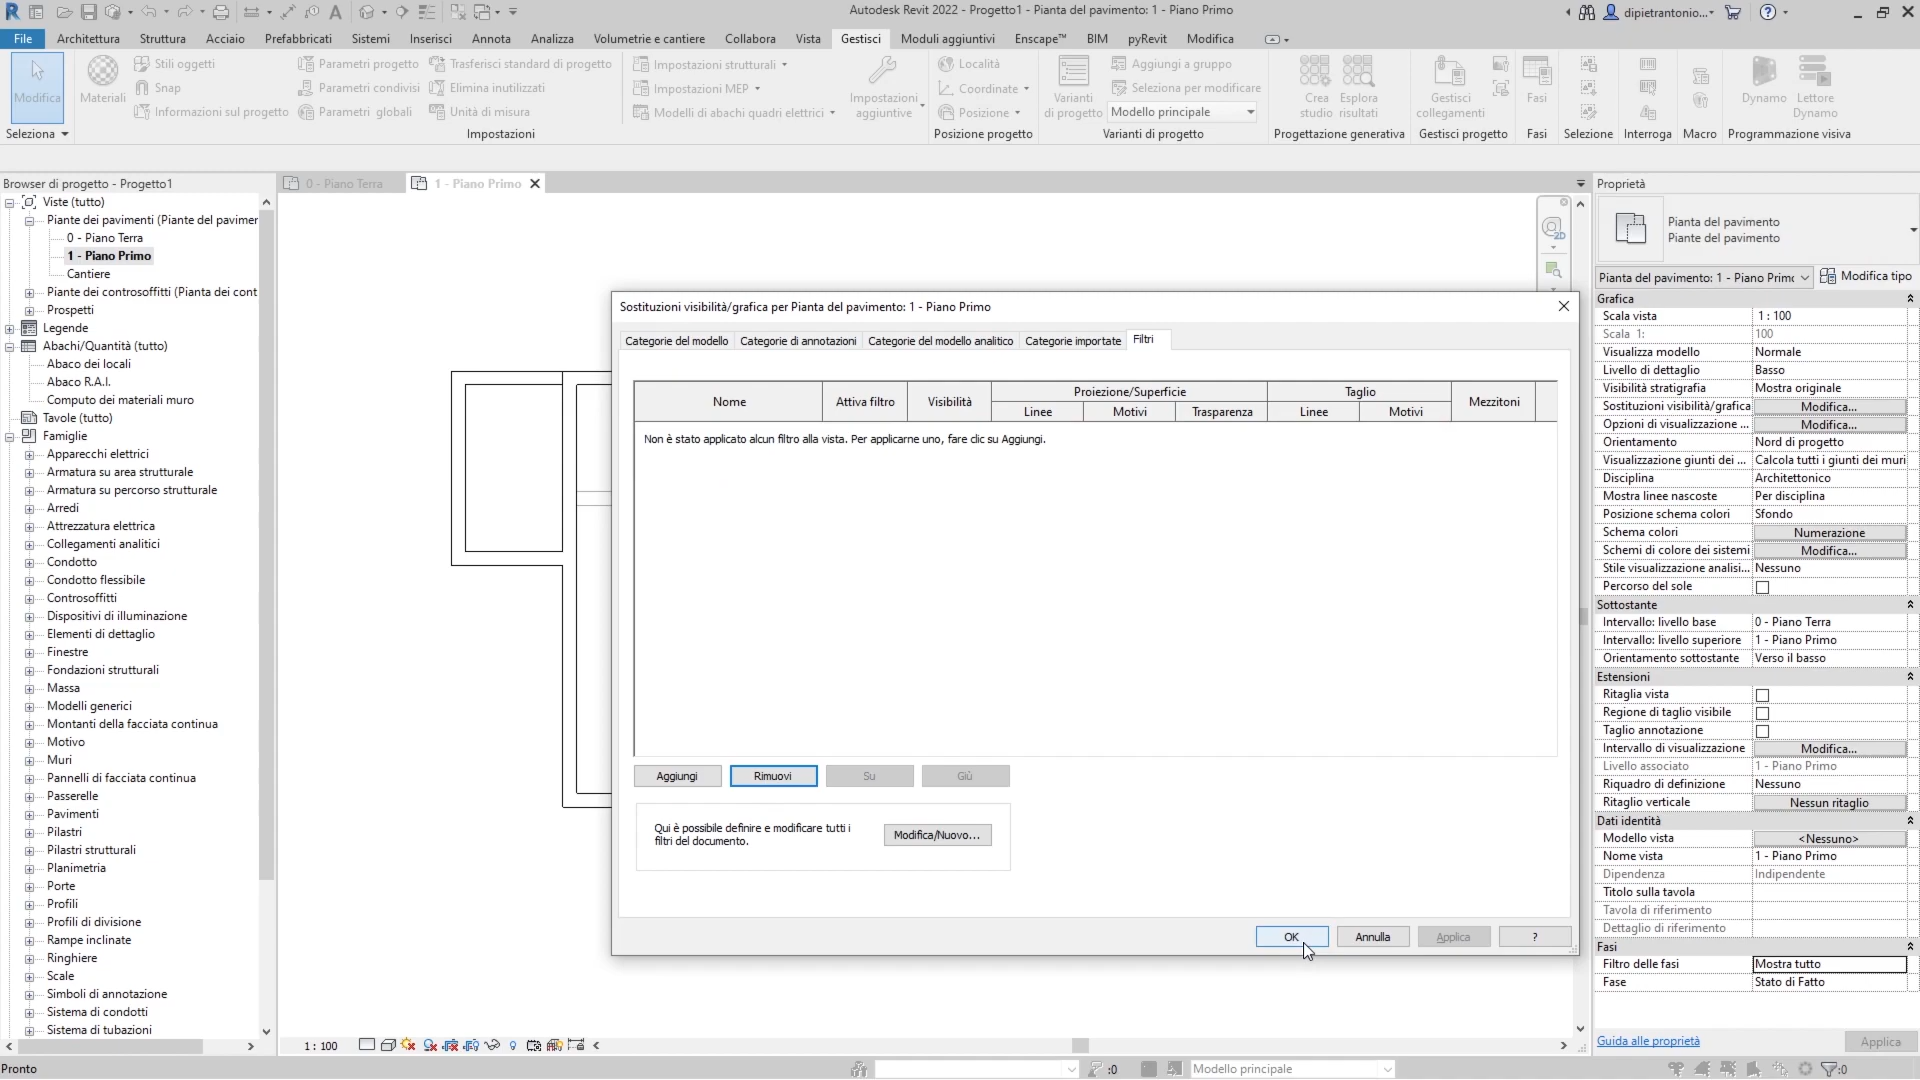 Autodesk Revit 2022 - Progetto1 - Pianta del pavimento: 1 - Piano Primo
dipietrantonio...
File Architettura Struttura Acciaio Prefabbricati Sistemi Inserisci Annota Analizza Volumetrie e cantiere Collabora Vista Gestisci Moduli aggiuntivi Enscape™ BIM pyRevit Modifica
Modifica
Materiali
Stili oggetti
Snap
Informazioni sul progetto
Parametri progetto
Parametri condivisi
Parametri globali
Trasferisci standard di progetto
Elimina inutilizzati
Unità di misura
Impostazioni strutturali
Impostazioni MEP
Modelli di abachi quadri elettrici
Impostazioni
aggiuntive
Località
Coordinate
Posizione
Varianti
di progetto
Aggiungi a gruppo
Seleziona per modificare
Modello principale
Crea
studio
Esplora
risultati
Gestisci
collegamenti
Fasi
Dynamo
Lettore
Dynamo
Seleziona
Impostazioni
Posizione progetto
Varianti di progetto
Progettazione generativa
Gestisci progetto
Fasi
Selezione
Interroga
Macro
Programmazione visiva
Browser di progetto - Progetto1
Viste (tutto)
Piante dei pavimenti (Piante del pavimer
0 - Piano Terra
1 - Piano Primo
Cantiere
Piante dei controsoffitti (Pianta dei cont
Prospetti
Legende
Abachi/Quantità (tutto)
Abaco dei locali
Abaco R.A.I.
Computo dei materiali muro
Tavole (tutto)
Famiglie
Apparecchi elettrici
Armatura su area strutturale
Armatura su percorso strutturale
Arredi
Attrezzatura elettrica
Collegamenti analitici
Condotto
Condotto flessibile
Controsoffitti
Dispositivi di illuminazione
Elementi di dettaglio
Finestre
Fondazioni strutturali
Massa
Modelli generici
Montanti della facciata continua
Motivo
Muri
Pannelli di facciata continua
Passerelle
Pavimenti
Pilastri
Pilastri strutturali
Planimetria
Porte
Profili
Profili di divisione
Rampe inclinate
Ringhiere
Scale
Simboli di annotazione
Sistema di condotti
Sistema di tubazioni
0 - Piano Terra
1 - Piano Primo
2D
Sostituzioni visibilità/grafica per Pianta del pavimento: 1 - Piano Primo
Categorie del modello Categorie di annotazioni Categorie del modello analitico Categorie importate Filtri
Nome Attiva filtro Visibilità Proiezione/Superficie Taglio Mezzitoni
Linee Motivi Trasparenza Linee Motivi
Non è stato applicato alcun filtro alla vista. Per applicarne uno, fare clic su Aggiungi.
Aggiungi Rimuovi Su Giù
Qui è possibile definire e modificare tutti i
filtri del documento.
Modifica/Nuovo...
OK Annulla Applica ?
Proprietà
Pianta del pavimento
Piante del pavimento
Pianta del pavimento: 1 - Piano Primo Modifica tipo
Grafica
Scala vista 1 : 100
Scala 1: 100
Visualizza modello Normale
Livello di dettaglio Basso
Visibilità stratigrafia Mostra originale
Sostituzioni visibilità/grafica Modifica...
Opzioni di visualizzazione ... Modifica...
Orientamento Nord di progetto
Visualizzazione giunti dei ... Calcola tutti i giunti dei muri
Disciplina Architettonico
Mostra linee nascoste Per disciplina
Posizione schema colori Sfondo
Schema colori Numerazione
Schemi di colore dei sistemi Modifica...
Stile visualizzazione analisi... Nessuno
Percorso del sole
Sottostante
Intervallo: livello base 0 - Piano Terra
Intervallo: livello superiore 1 - Piano Primo
Orientamento sottostante Verso il basso
Estensioni
Ritaglia vista
Regione di taglio visibile
Taglio annotazione
Intervallo di visualizzazione Modifica...
Livello associato 1 - Piano Primo
Riquadro di definizione Nessuno
Ritaglio verticale Nessun ritaglio
Dati identità
Modello vista <Nessuno>
Nome vista 1 - Piano Primo
Dipendenza Indipendente
Titolo sulla tavola
Tavola di riferimento
Dettaglio di riferimento
Fasi
Filtro delle fasi Mostra tutto
Fase Stato di Fatto
Guida alle proprietà Applica
1 : 100
Pronto
:0
Modello principale
:0